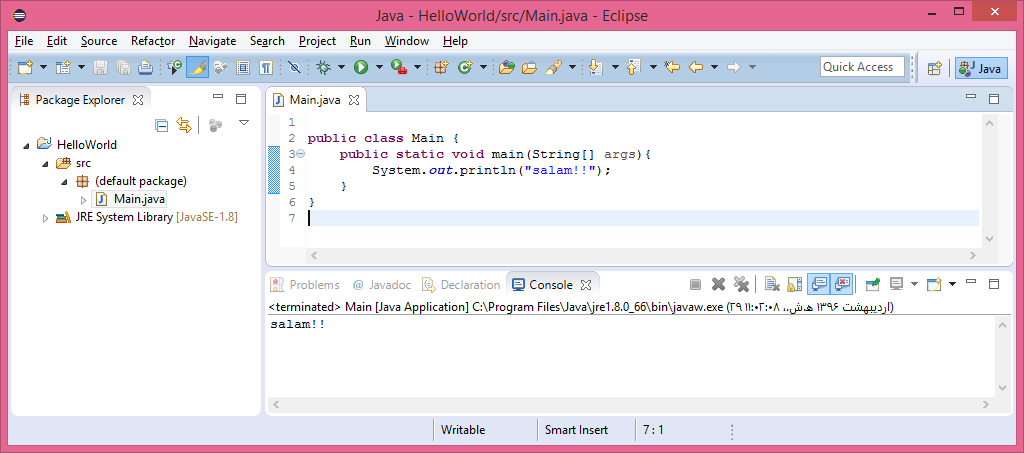 Java - HelloWorld/src/Main.java - Eclipse
File Edit Source Refactor Navigate Search Project Run Window Help
Quick Access
Java
Package Explorer
HelloWorld
src
(default package)
Main.java
JRE System Library [JavaSE-1.8]
Main.java
1
2 public class Main {
3 public static void main(String[] args){
4 System.out.println("salam!!");
5 }
6 }
7
Problems @ Javadoc Declaration Console
<terminated> Main [Java Application] C:\Program Files\Java\jre1.8.0_66\bin\javaw.exe (۲۹ اردیبهشت ۱۳۹۶ ه‍.ش.،‏ ۱۱:۰۲:۰۸)
salam!!
Writable Smart Insert 7 : 1